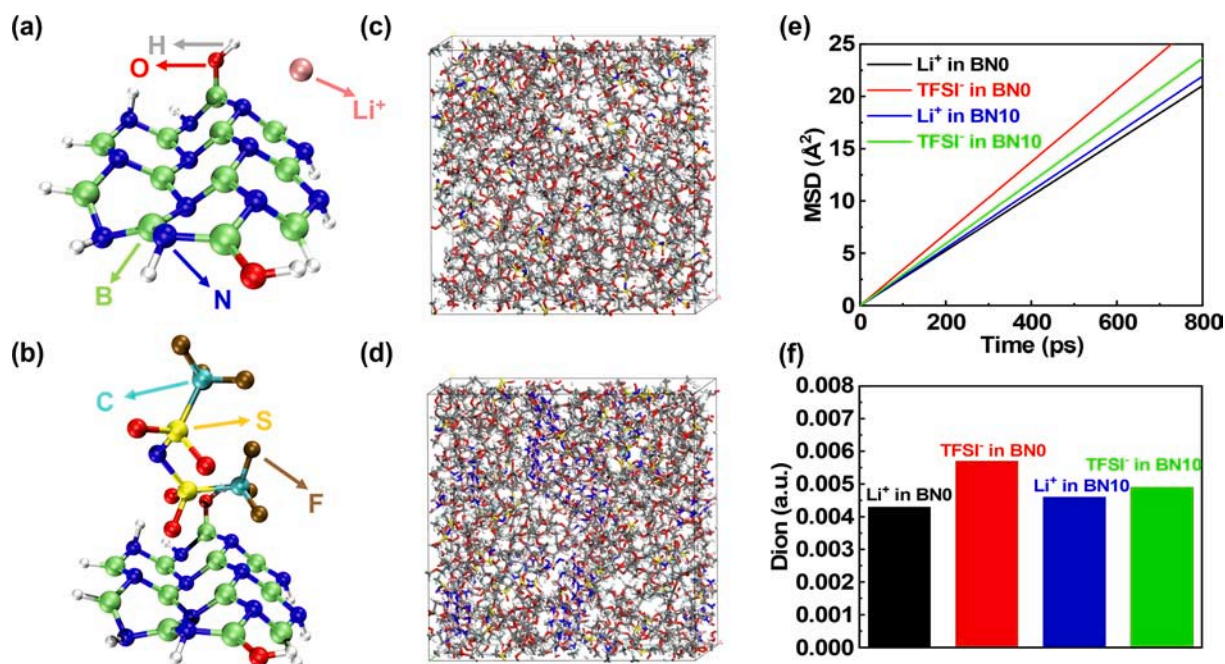 (a)
H
O
Li⁺
B
N
(b)
C
S
F
(c)
(d)
(e)
25
20
15
10
5
0
MSD (Å²)
Li⁺ in BN0
TFSI⁻ in BN0
Li⁺ in BN10
TFSI⁻ in BN10
0 200 400 600 800
Time (ps)
(f)
0.008
0.007
0.006
0.005
0.004
0.003
0.002
0.001
0.000
Dion (a.u.)
Li⁺ in BN0
TFSI⁻ in BN0
Li⁺ in BN10
TFSI⁻ in BN10